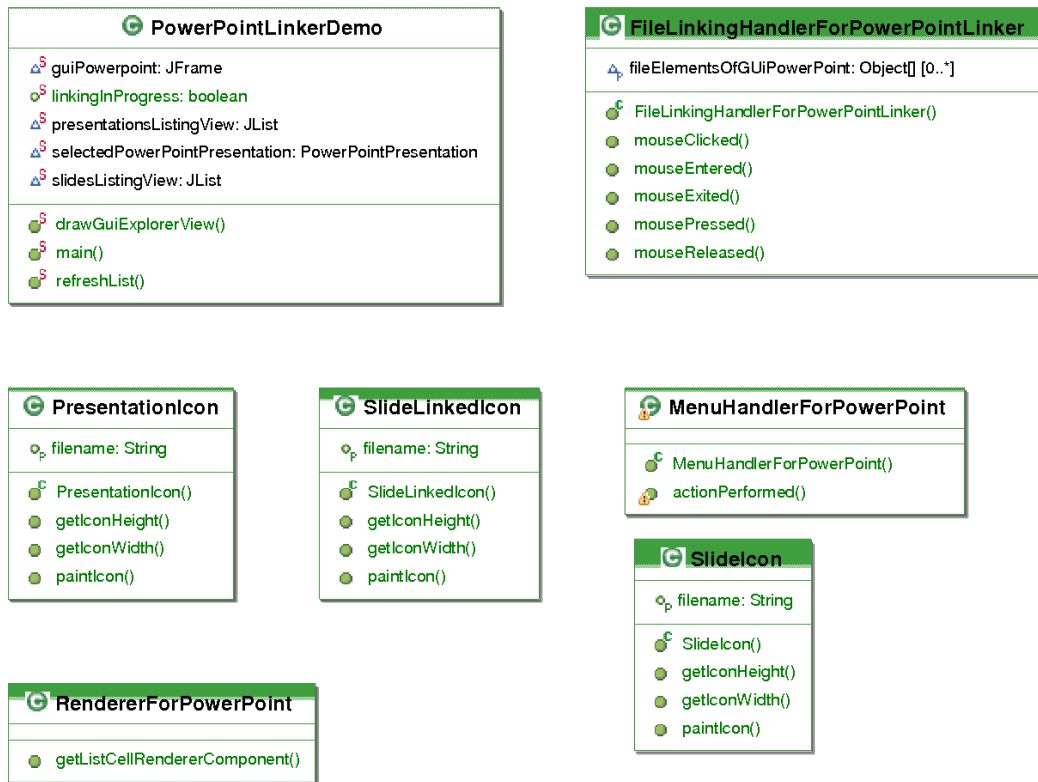 PowerPointLinkerDemo
guiPowerpoint: JFrame
linkingInProgress: boolean
presentationsListingView: JList
selectedPowerPointPresentation: PowerPointPresentation
slidesListingView: JList
drawGuiExplorerView()
main()
refreshList()
FileLinkingHandlerForPowerPointLinker
fileElementsOfGUiPowerPoint: Object[] [0..*]
FileLinkingHandlerForPowerPointLinker()
mouseClicked()
mouseEntered()
mouseExited()
mousePressed()
mouseReleased()
PresentationIcon
filename: String
PresentationIcon()
getIconHeight()
getIconWidth()
paintIcon()
SlideLinkedIcon
filename: String
SlideLinkedIcon()
getIconHeight()
getIconWidth()
paintIcon()
MenuHandlerForPowerPoint
MenuHandlerForPowerPoint()
actionPerformed()
SlideIcon
filename: String
SlideIcon()
getIconHeight()
getIconWidth()
paintIcon()
RendererForPowerPoint
getListCellRendererComponent()